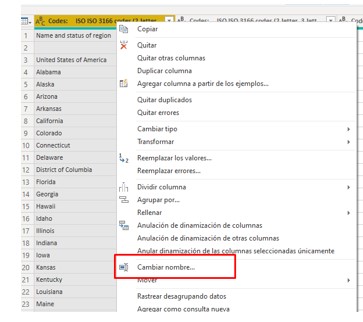 Codes: ISO ISO 3166 codes (2 letter
Codes: ISO ISO 3166 codes (2 letter, 3 lett
Cod
1 Name and status of region
2
3 United States of America
4 Alabama
5 Alaska
6 Arizona
7 Arkansas
8 California
9 Colorado
10 Connecticut
11 Delaware
12 District of Columbia
13 Florida
14 Georgia
15 Hawaii
16 Idaho
17 Illinois
18 Indiana
19 Iowa
20 Kansas
21 Kentucky
22 Louisiana
23 Maine
Copiar
Quitar
Quitar otras columnas
Duplicar columna
Agregar columna a partir de los ejemplos...
Quitar duplicados
Quitar errores
Cambiar tipo
Transformar
Reemplazar los valores...
Reemplazar errores...
Dividir columna
Agrupar por...
Rellenar
Anulación de dinamización de columnas
Anulación de dinamización de otras columnas
Anular dinamización de las columnas seleccionadas únicamente
Cambiar nombre...
Mover
Rastrear desagrupando datos
Agregar como consulta nueva